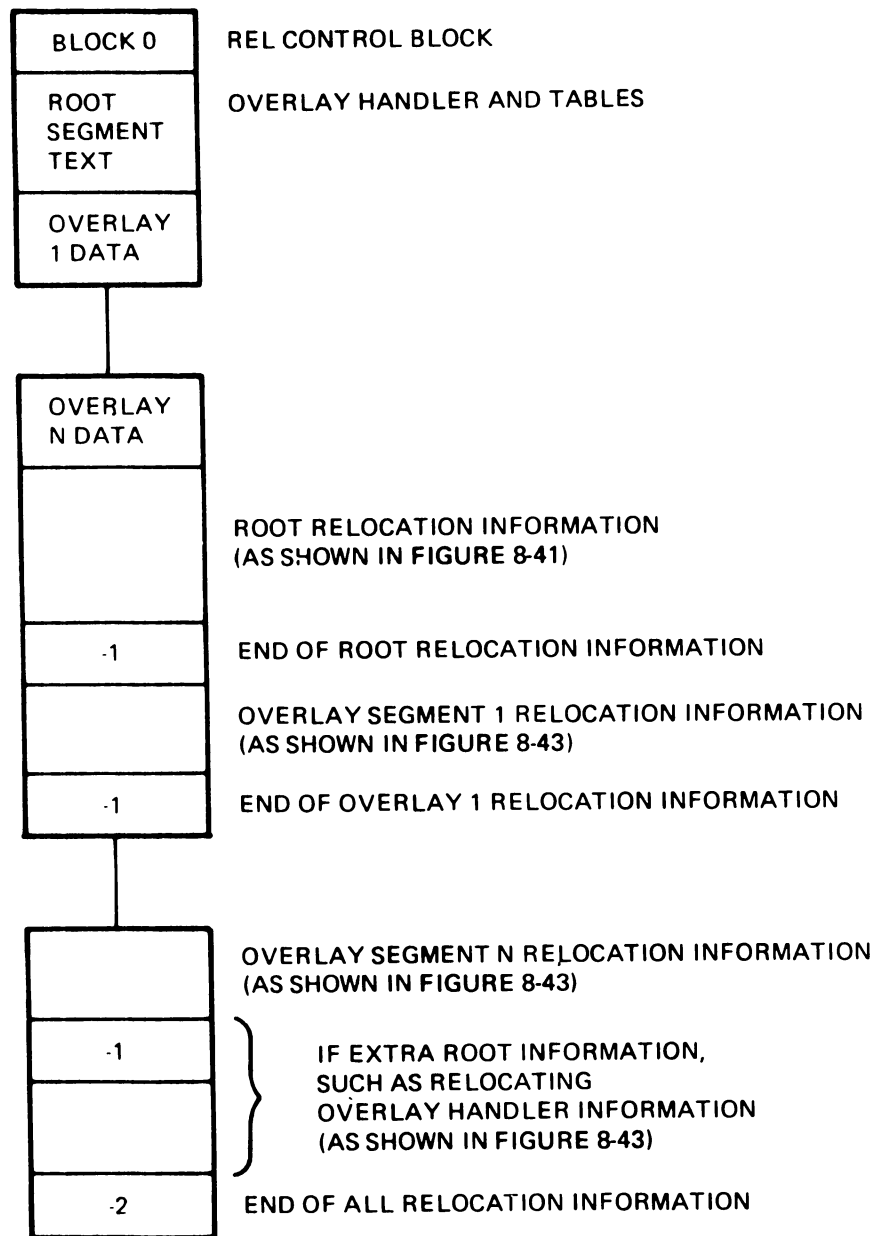 BLOCK 0 REL CONTROL BLOCK
ROOT OVERLAY HANDLER AND TABLES
SEGMENT
TEXT
OVERLAY
1 DATA
OVERLAY
N DATA
ROOT RELOCATION INFORMATION
(AS SHOWN IN FIGURE 8-41)
-1 END OF ROOT RELOCATION INFORMATION
OVERLAY SEGMENT 1 RELOCATION INFORMATION
(AS SHOWN IN FIGURE 8-43)
-1 END OF OVERLAY 1 RELOCATION INFORMATION
OVERLAY SEGMENT N RELOCATION INFORMATION
(AS SHOWN IN FIGURE 8-43)
-1 IF EXTRA ROOT INFORMATION,
SUCH AS RELOCATING
OVERLAY HANDLER INFORMATION
(AS SHOWN IN FIGURE 8-43)
-2 END OF ALL RELOCATION INFORMATION